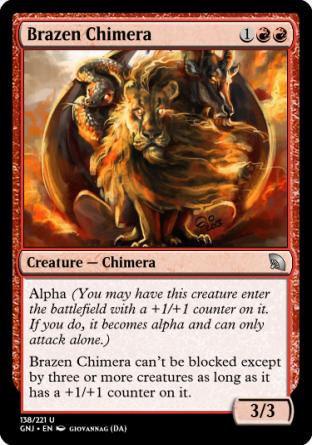 Brazen Chimera 1
Creature — Chimera
Alpha (You may have this creature enter
the battlefield with a +1/+1 counter on it.
If you do, it becomes alpha and can only
attack alone.)
Brazen Chimera can't be blocked except
by three or more creatures as long as it
has a +1/+1 counter on it.
3/3
138/221 U
GNJ • EN GIOVANNAG (DA)